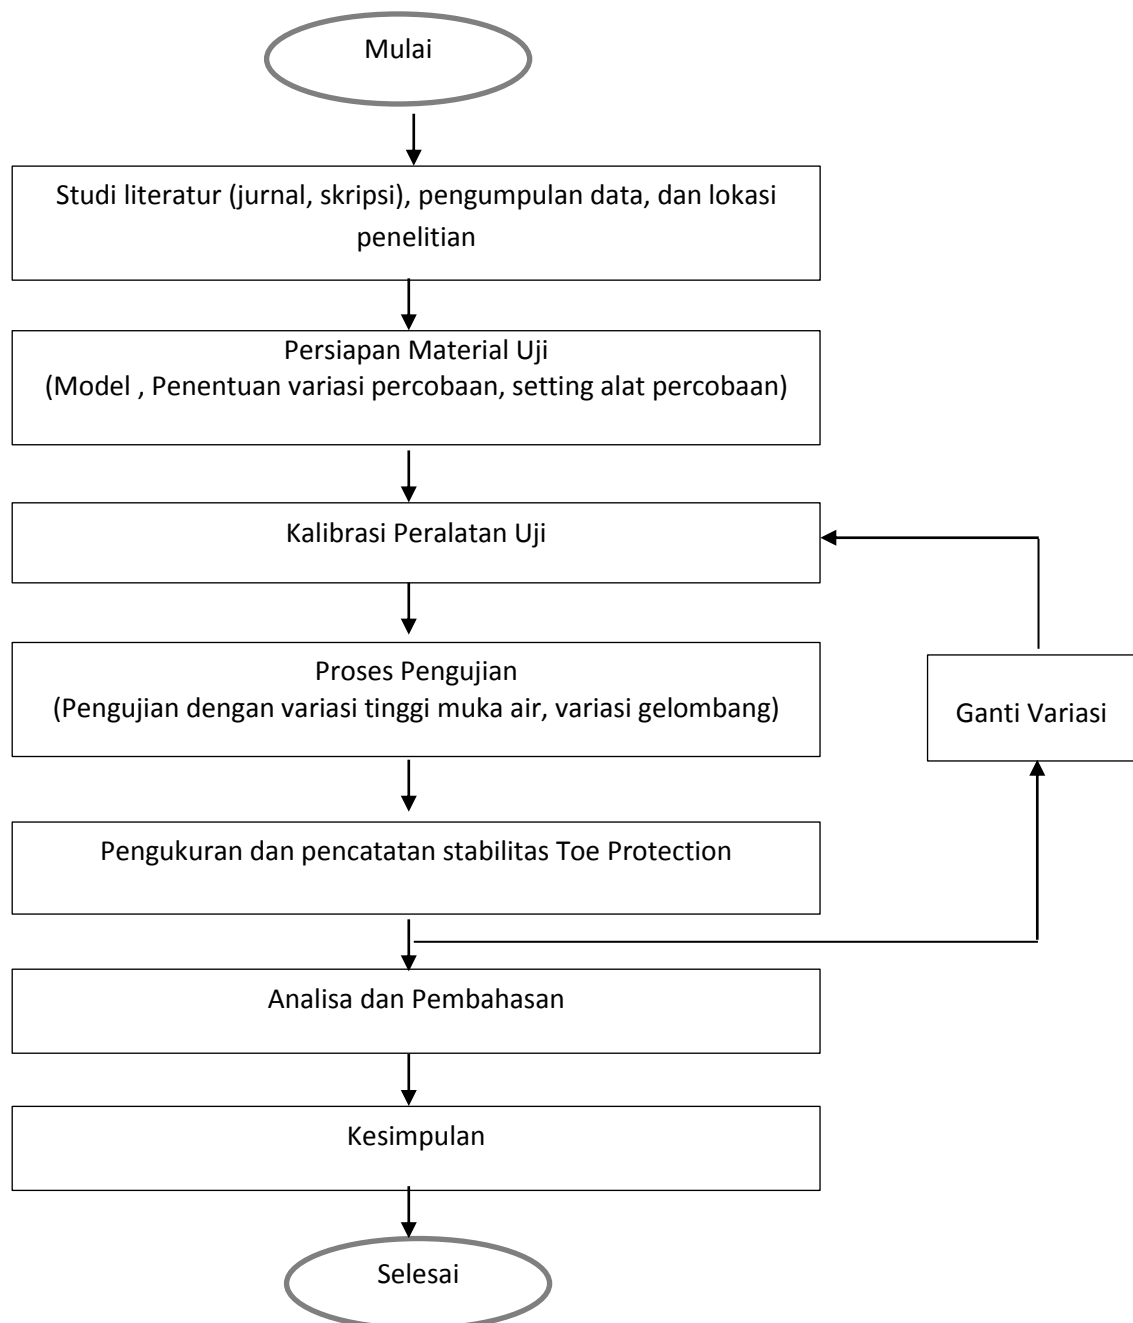 Mulai
Studi literatur (jurnal, skripsi), pengumpulan data, dan lokasi
penelitian
Persiapan Material Uji
(Model , Penentuan variasi percobaan, setting alat percobaan)
Kalibrasi Peralatan Uji
Proses Pengujian
(Pengujian dengan variasi tinggi muka air, variasi gelombang)
Ganti Variasi
Pengukuran dan pencatatan stabilitas Toe Protection
Analisa dan Pembahasan
Kesimpulan
Selesai